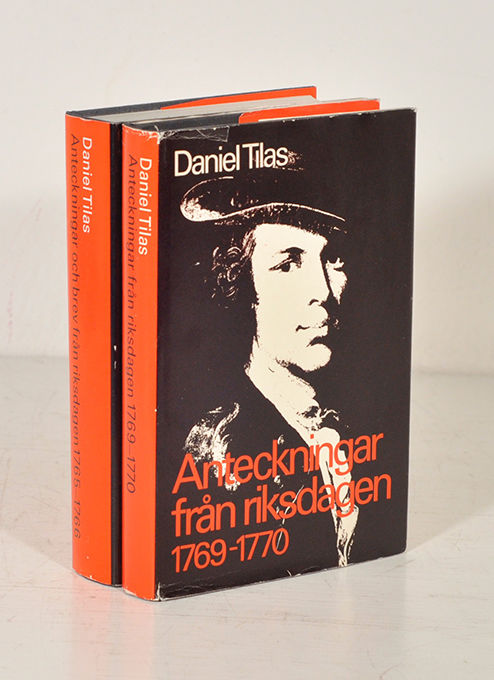 Daniel Tilas
Anteckningar och brev från riksdagen 1765-1766
Daniel Tilas
Anteckningar från riksdagen 1769-1770
Daniel Tilas
Anteckningar
från riksdagen
1769-1770